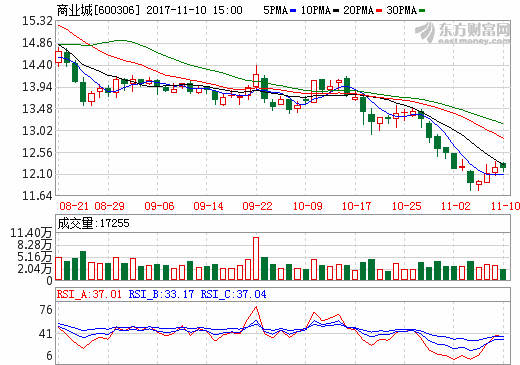 商业城[600306] 2017-11-10 15:00 5PMA 10PMA 20PMA 30PMA
东方财富网
eastmoney.com
15.32
14.86
14.40
13.94
13.48
13.02
12.56
12.10
11.64
08-21 08-29 09-06 09-14 09-22 10-09 10-17 10-25 11-02 11-10
成交量:17255
11.40万
8.28万
5.16万
2.04万
0
RSI_A:37.01 RSI_B:33.17 RSI_C:37.04
76
41
6